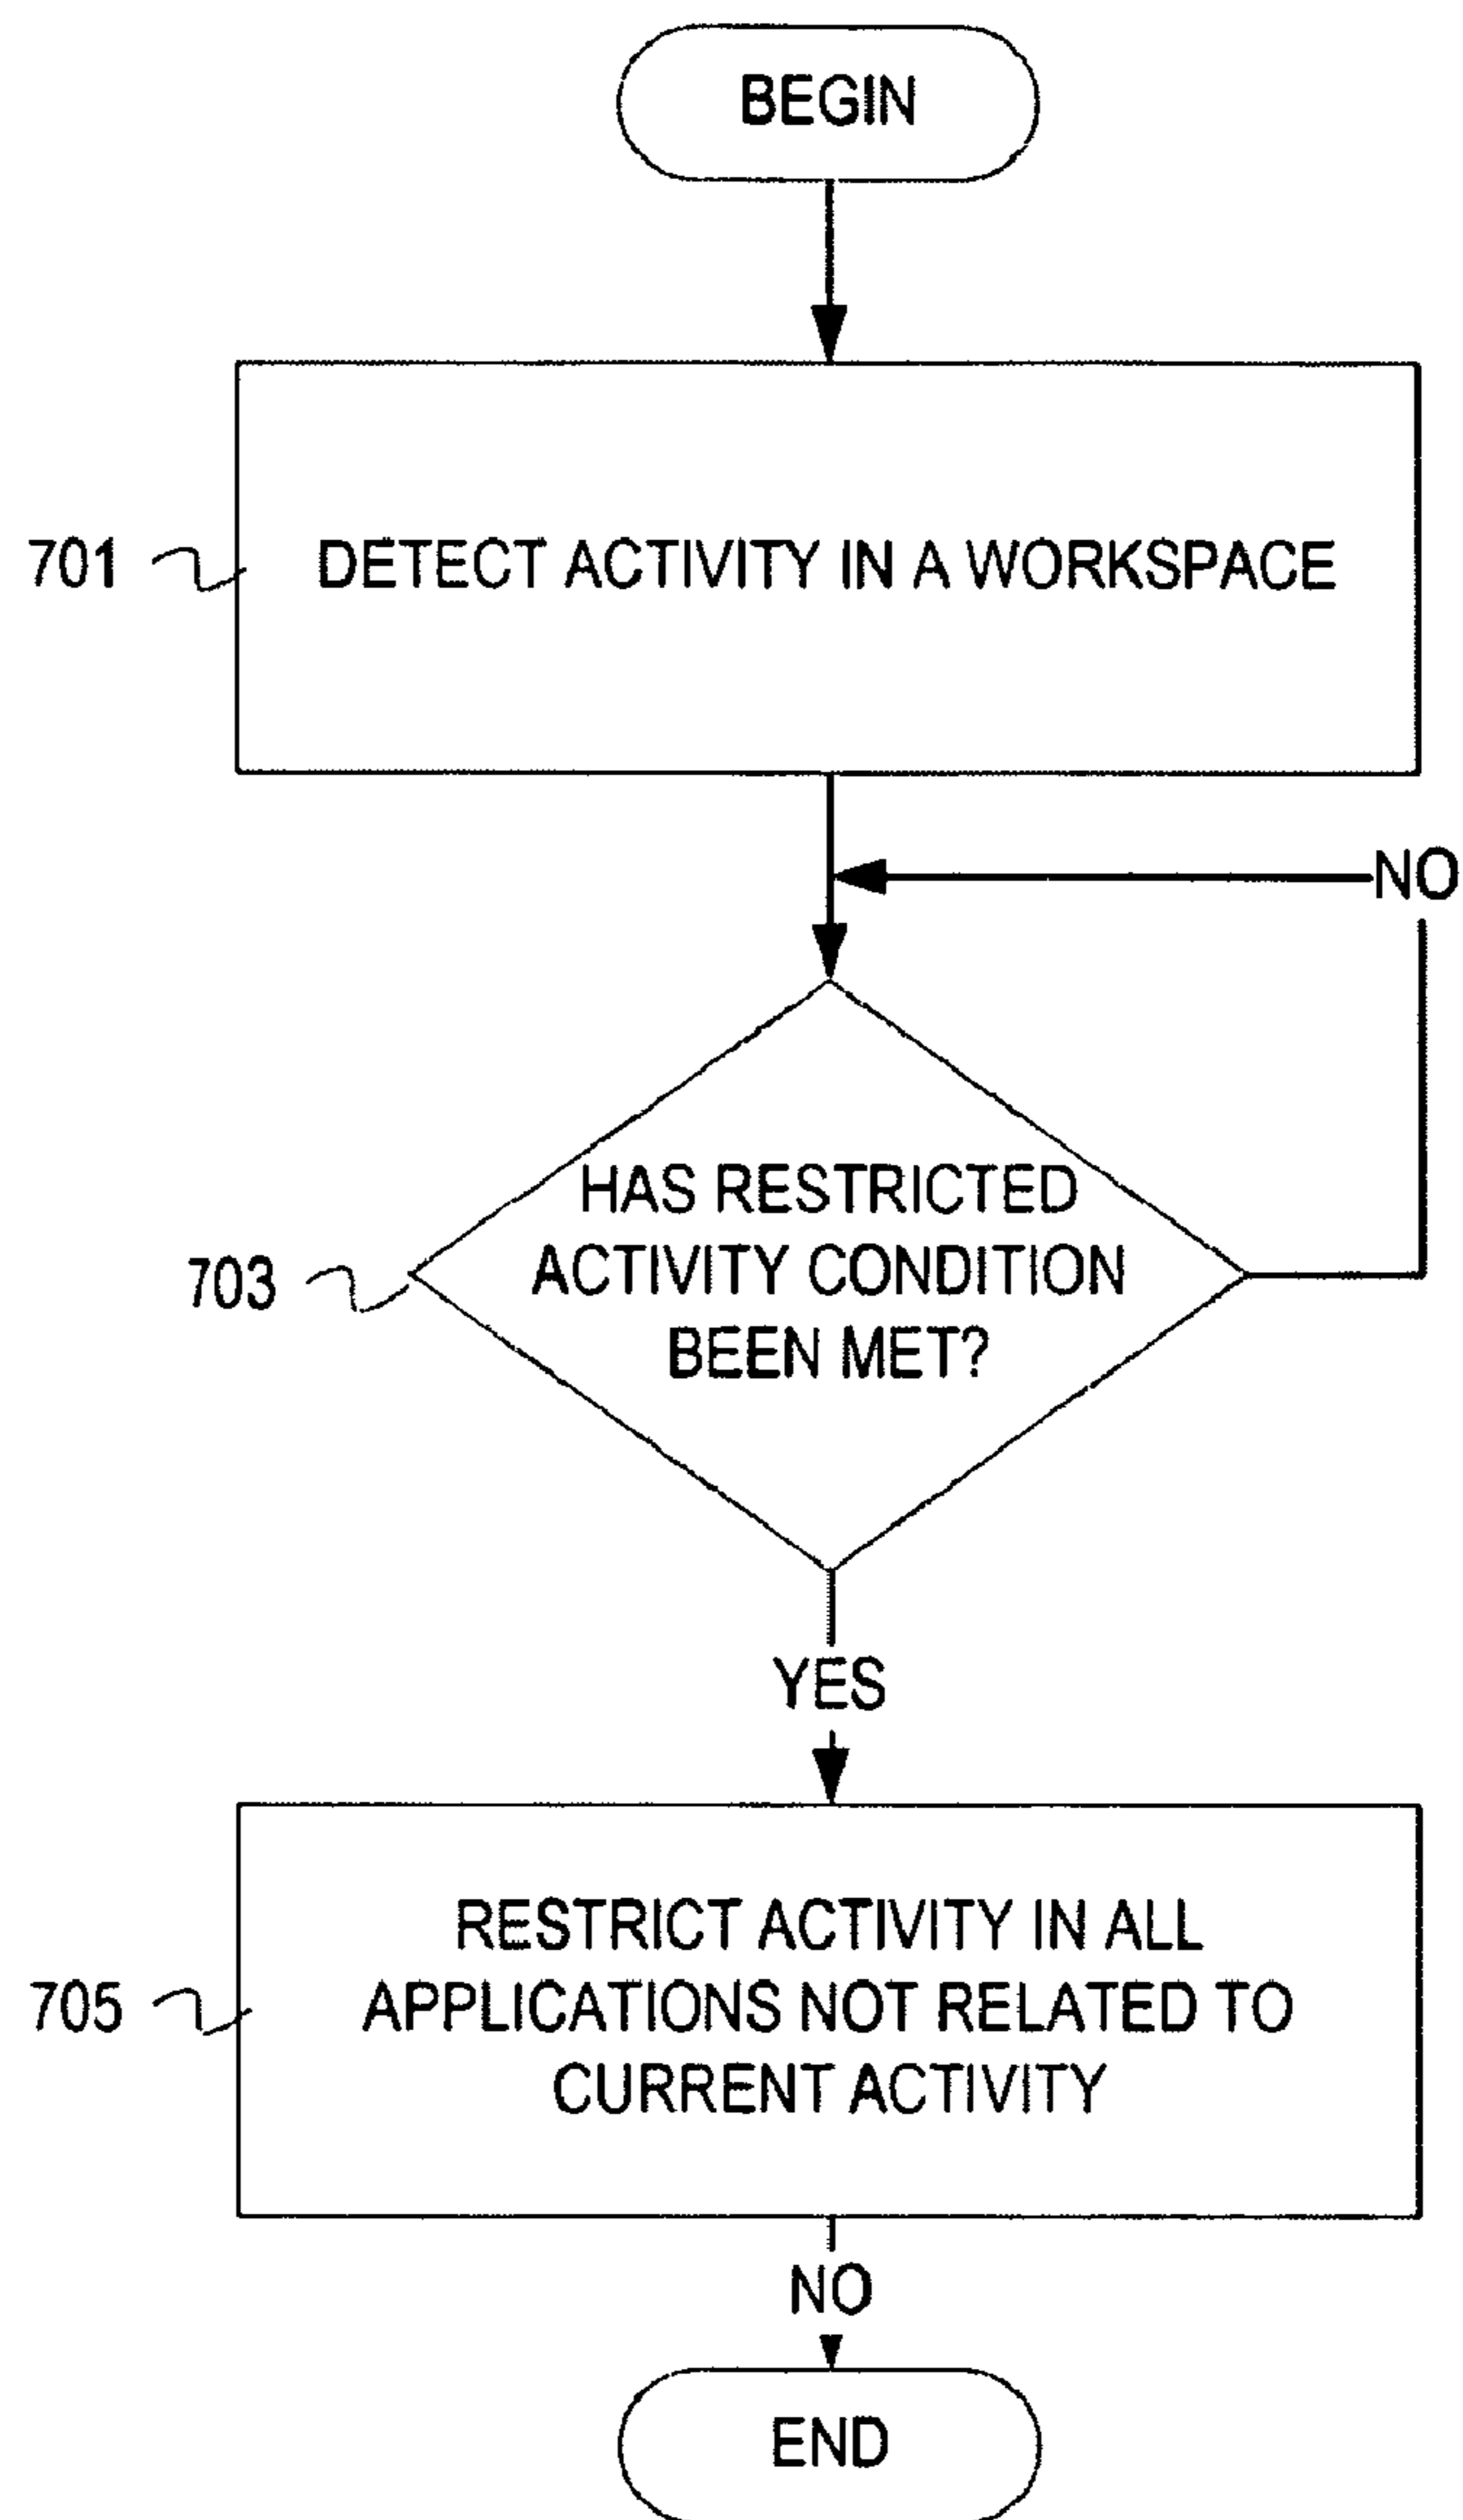 BEGIN
701
DETECT ACTIVITY IN A WORKSPACE
NO
HAS RESTRICTED
ACTIVITY CONDITION
BEEN MET?
703
YES
RESTRICT ACTIVITY IN ALL
APPLICATIONS NOT RELATED TO
CURRENT ACTIVITY
705
NO
END